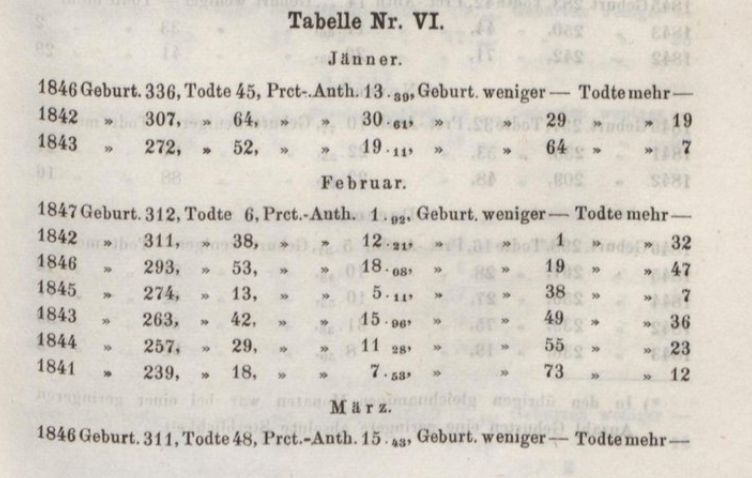 Tabelle Nr. VI.
Jänner.
1846 Geburt. 336, Todte 45, Prct-Anth. 13.39, Geburt. weniger — Todte mehr —
1842 „ 307, „ 64, „ „ 30.61, „ „ 29 „ „ 19
1843 „ 272, „ 52, „ „ 19.11, „ „ 64 „ „ 7
Februar.
1847 Geburt. 312, Todte 6, Prct.-Anth. 1.92, Geburt. weniger — Todte mehr —
1842 „ 311, „ 38, „ „ 12.21, „ „ 1 „ „ 32
1846 „ 293, „ 53, „ „ 18.08, „ „ 19 „ „ 47
1845 „ 274, „ 13, „ „ 5.11, „ „ 38 „ „ 7
1843 „ 263, „ 42, „ „ 15.96, „ „ 49 „ „ 36
1844 „ 257, „ 29, „ „ 11 28, „ „ 55 „ „ 23
1841 „ 239, „ 18, „ „ 7.53, „ „ 73 „ „ 12
März.
1846 Geburt. 311, Todte 48, Prct.-Anth. 15.43, Geburt. weniger — Todte mehr —